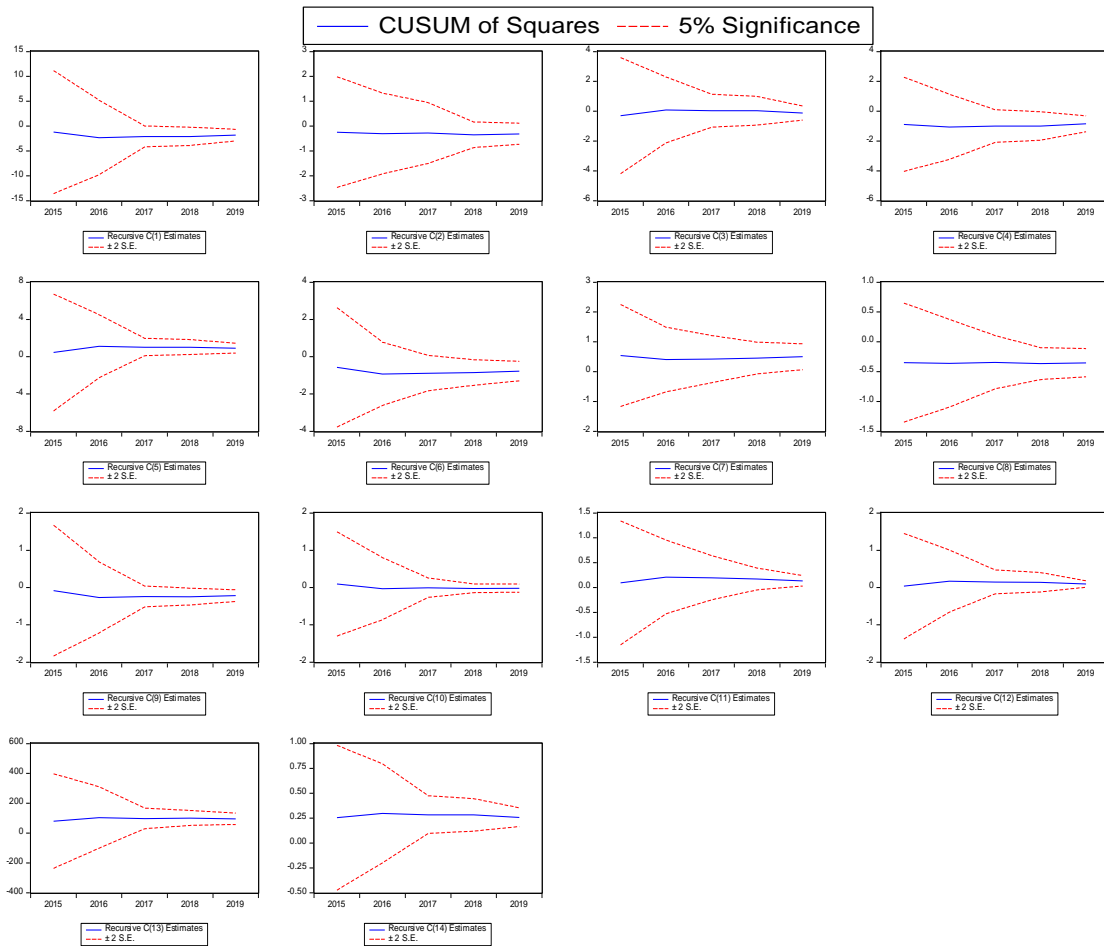 CUSUM of Squares 5% Significance
15
10
5
0
-5
-10
-15
2015 2016 2017 2018 2019
Recursive C(1) Estimates
± 2 S.E.
3
2
1
0
-1
-2
-3
2015 2016 2017 2018 2019
Recursive C(2) Estimates
± 2 S.E.
4
2
0
-2
-4
-6
2015 2016 2017 2018 2019
Recursive C(3) Estimates
± 2 S.E.
4
2
0
-2
-4
-6
2015 2016 2017 2018 2019
Recursive C(4) Estimates
± 2 S.E.
8
4
0
-4
-8
2015 2016 2017 2018 2019
Recursive C(5) Estimates
± 2 S.E.
4
2
0
-2
-4
2015 2016 2017 2018 2019
Recursive C(6) Estimates
± 2 S.E.
3
2
1
0
-1
-2
2015 2016 2017 2018 2019
Recursive C(7) Estimates
± 2 S.E.
1.0
0.5
0.0
-0.5
-1.0
-1.5
2015 2016 2017 2018 2019
Recursive C(8) Estimates
± 2 S.E.
2
1
0
-1
-2
2015 2016 2017 2018 2019
Recursive C(9) Estimates
± 2 S.E.
2
1
0
-1
-2
2015 2016 2017 2018 2019
Recursive C(10) Estimates
± 2 S.E.
1.5
1.0
0.5
0.0
-0.5
-1.0
-1.5
2015 2016 2017 2018 2019
Recursive C(11) Estimates
± 2 S.E.
2
1
0
-1
-2
2015 2016 2017 2018 2019
Recursive C(12) Estimates
± 2 S.E.
600
400
200
0
-200
-400
2015 2016 2017 2018 2019
Recursive C(13) Estimates
± 2 S.E.
1.00
0.75
0.50
0.25
0.00
-0.25
-0.50
2015 2016 2017 2018 2019
Recursive C(14) Estimates
± 2 S.E.